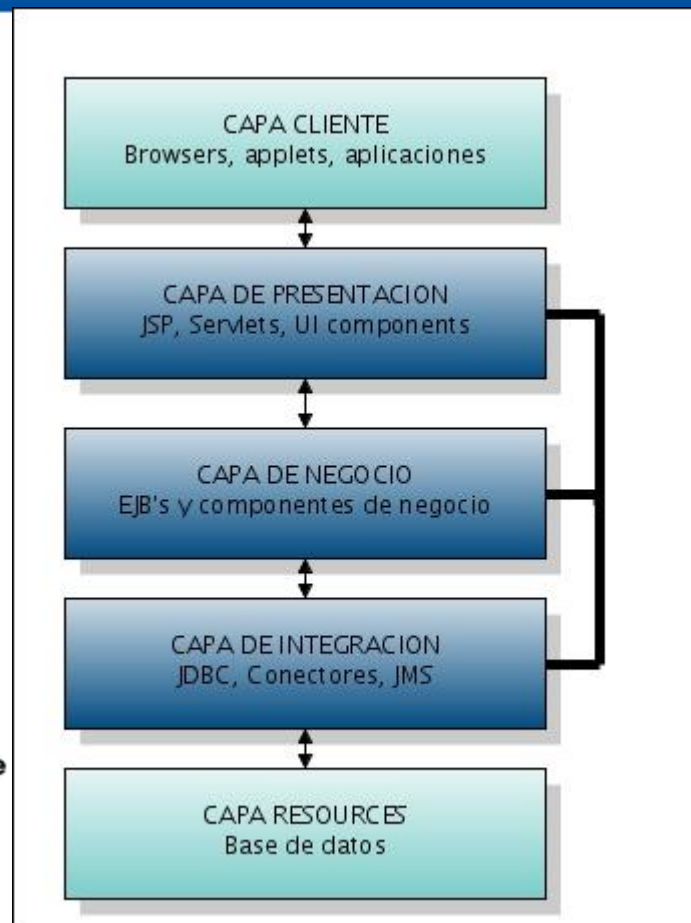 CAPA CLIENTE
Browsers, applets, aplicaciones
CAPA DE PRESENTACION
JSP, Servlets, UI components
CAPA DE NEGOCIO
EJB's y componentes de negocio
CAPA DE INTEGRACION
JDBC, Conectores, JMS
CAPA RESOURCES
Base de datos